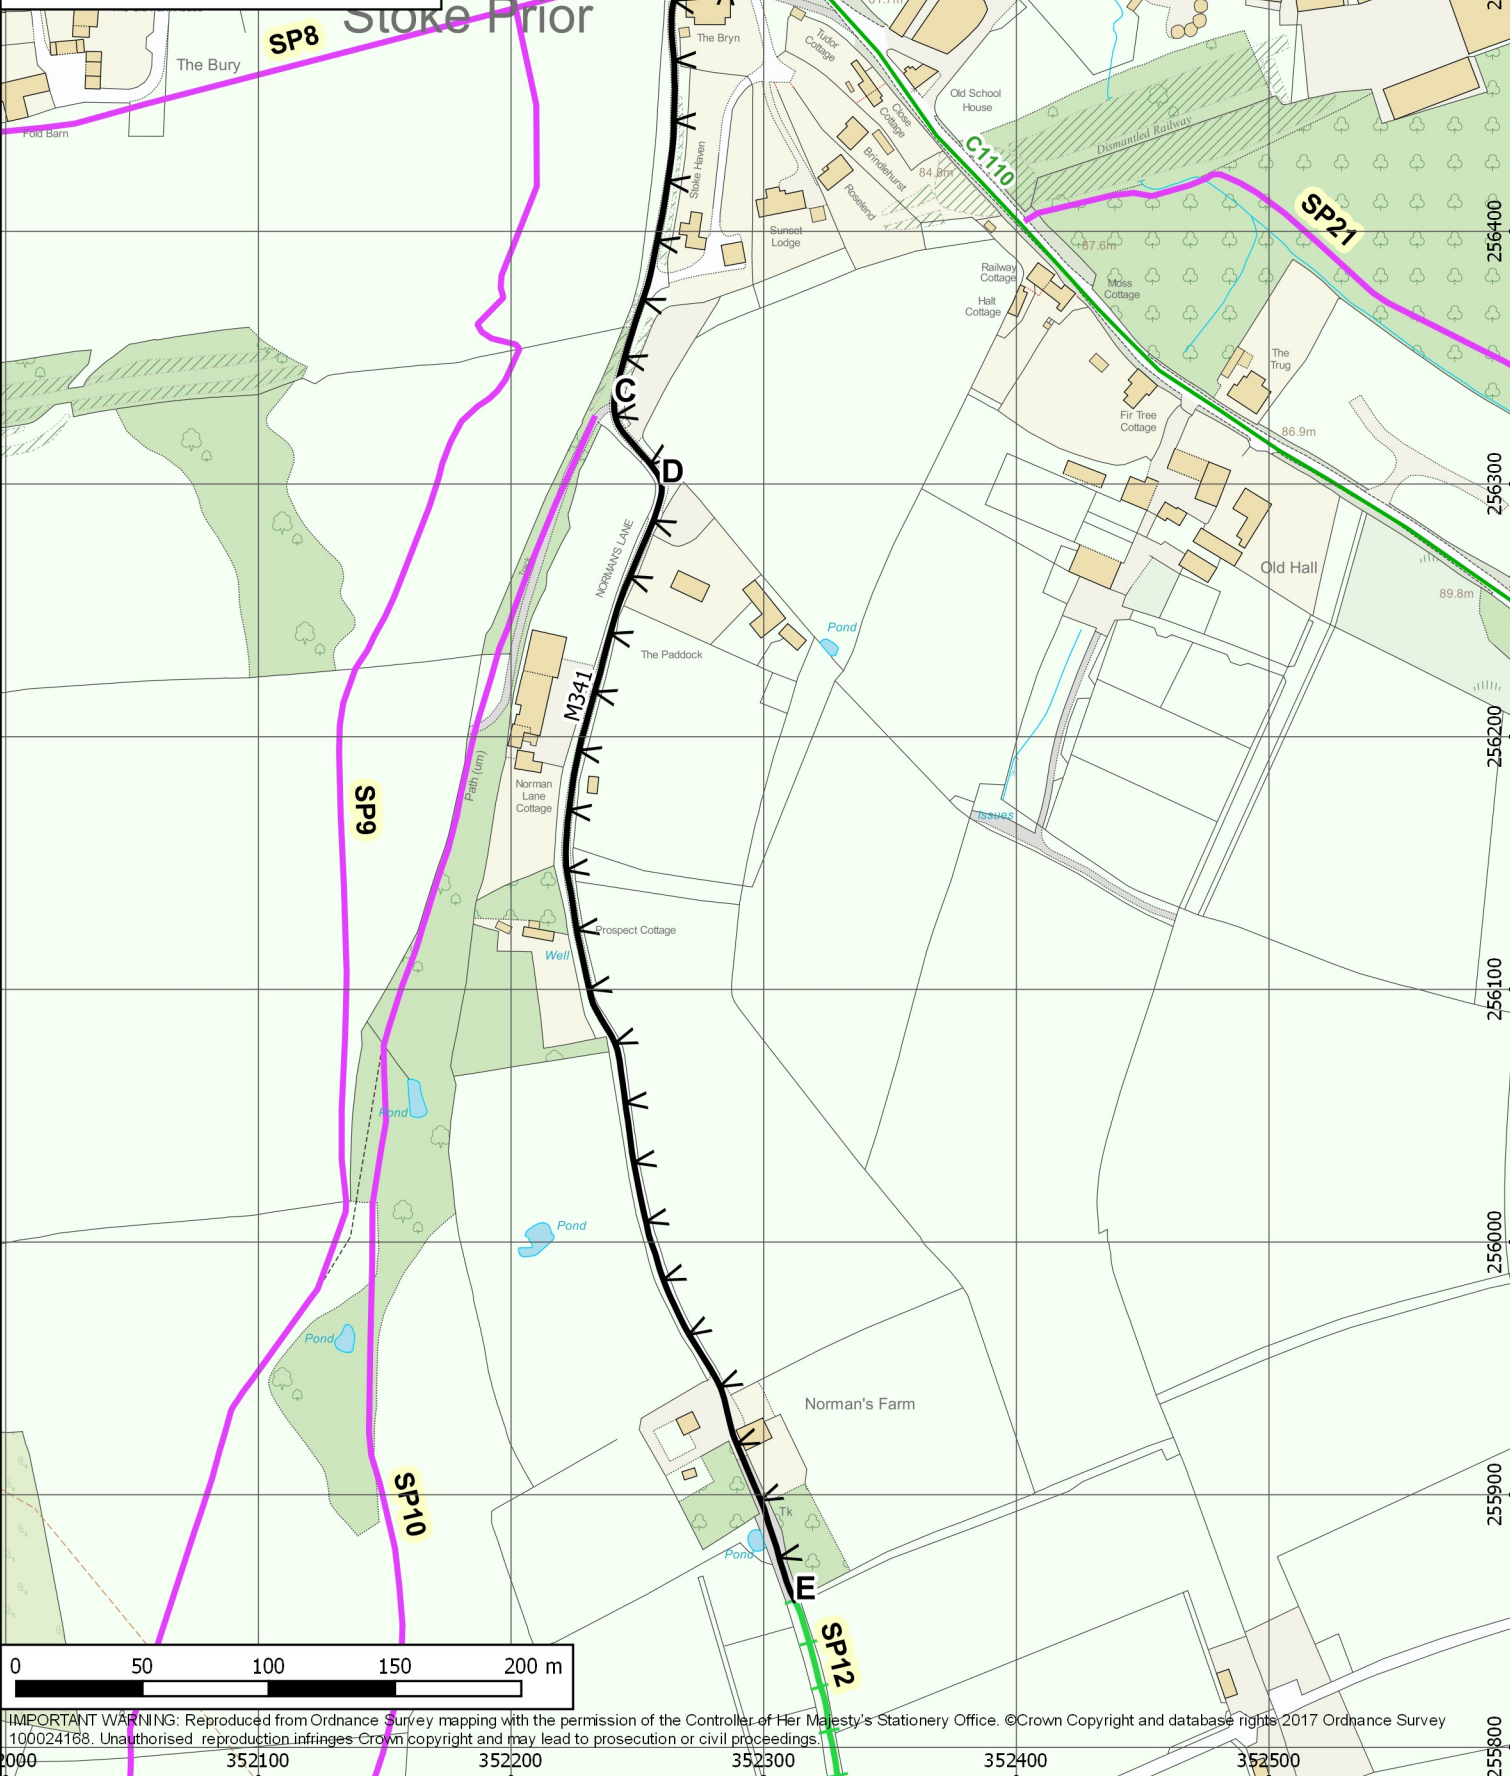 Stoke Prior
SP8
The Bury
Fold Barn
The Bryn
Tudor
Cottage
Old School
House
Close
Cottage
Dismantled Railway
C1110
Brindlehurst
84.8m
Stoke Haven
Roselend
SP21
Sunset
Lodge
87.6m
256400
Railway
Cottage
Halt
Cottage
Moss
Cottage
The
Trug
C
Fir Tree
Cottage
86.9m
D
256300
NORMAN'S LANE
Track
Old Hall
89.8m
Pond
The Paddock
M341
256200
Path (um)
SP9
Norman
Lane
Cottage
Issues
Prospect Cottage
Well
256100
Pond
Pond
256000
Pond
Norman's Farm
SP10
255900
Tk
Pond
E
SP12
0 50 100 150 200 m
IMPORTANT WARNING: Reproduced from Ordnance Survey mapping with the permission of the Controller of Her Majesty's Stationery Office. ©Crown Copyright and database rights 2017 Ordnance Survey
100024168. Unauthorised reproduction infringes Crown copyright and may lead to prosecution or civil proceedings.
255800
2000 352100 352200 352300 352400 352500